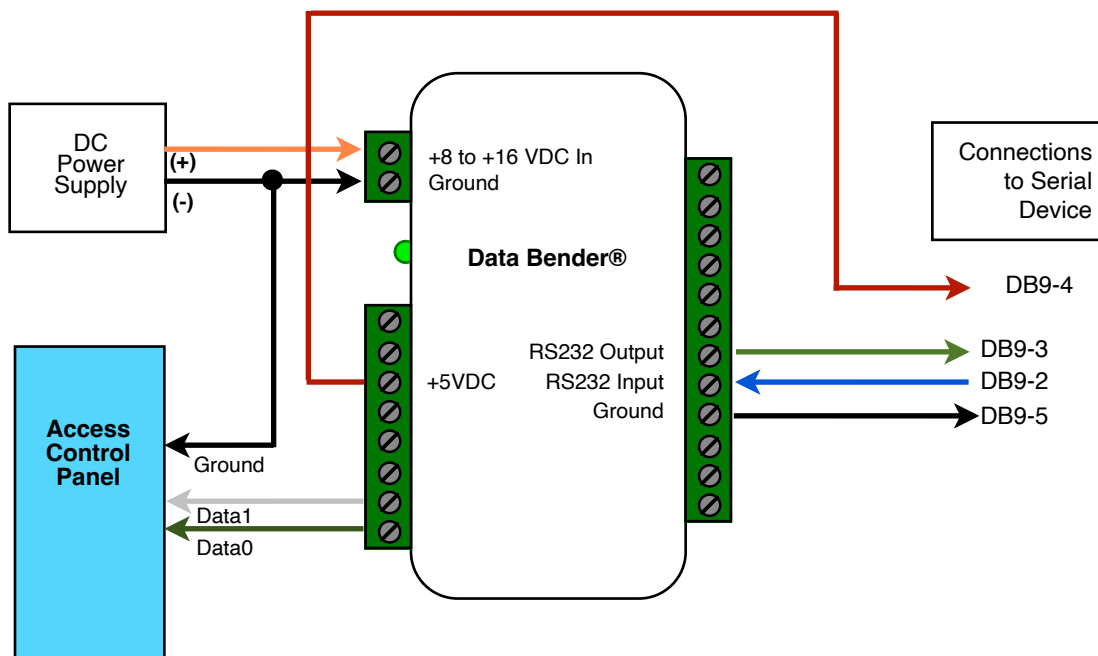 DC
Power
Supply
(+)
(-)
+8 to +16 VDC In
Ground
Data Bender®
Connections
to Serial
Device
DB9-4
RS232 Output
DB9-3
+5VDC
RS232 Input
DB9-2
Ground
DB9-5
Access
Control
Panel
Ground
Data1
Data0